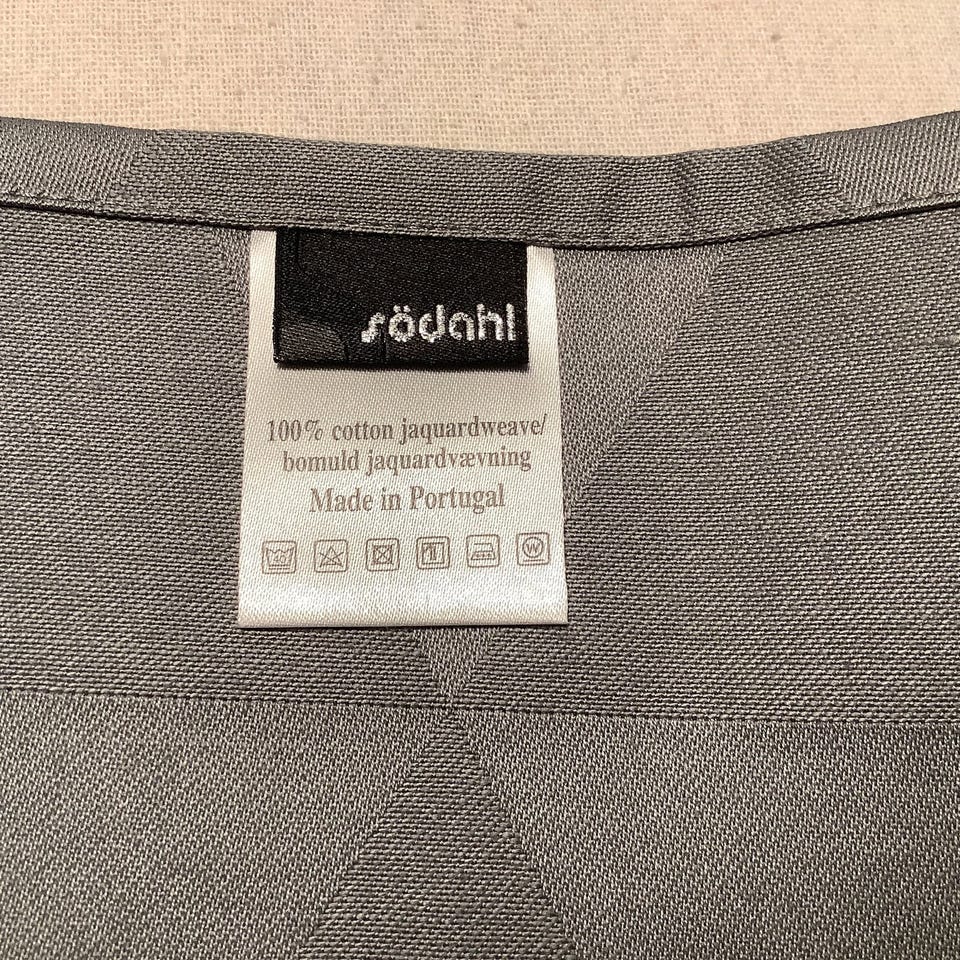 södahl
100% cotton jaquardweave/
bomuld jaquardvævning
Made in Portugal
W